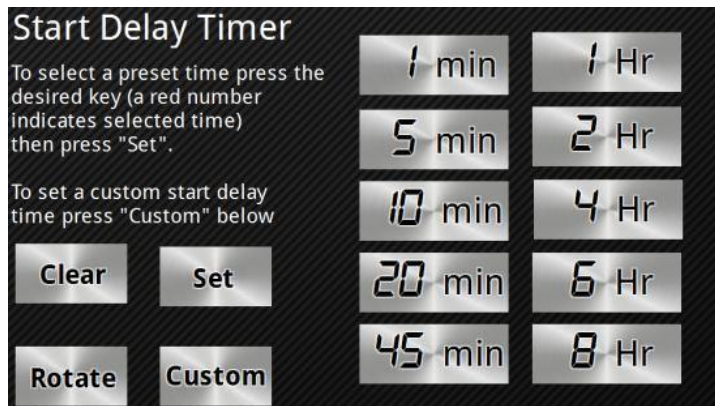 Start Delay Timer
To select a preset time press the
desired key (a red number
indicates selected time)
then press "Set".
To set a custom start delay
time press "Custom" below
Clear
Set
Rotate
Custom
1 min
1 Hr
5 min
2 Hr
10 min
4 Hr
20 min
6 Hr
45 min
8 Hr